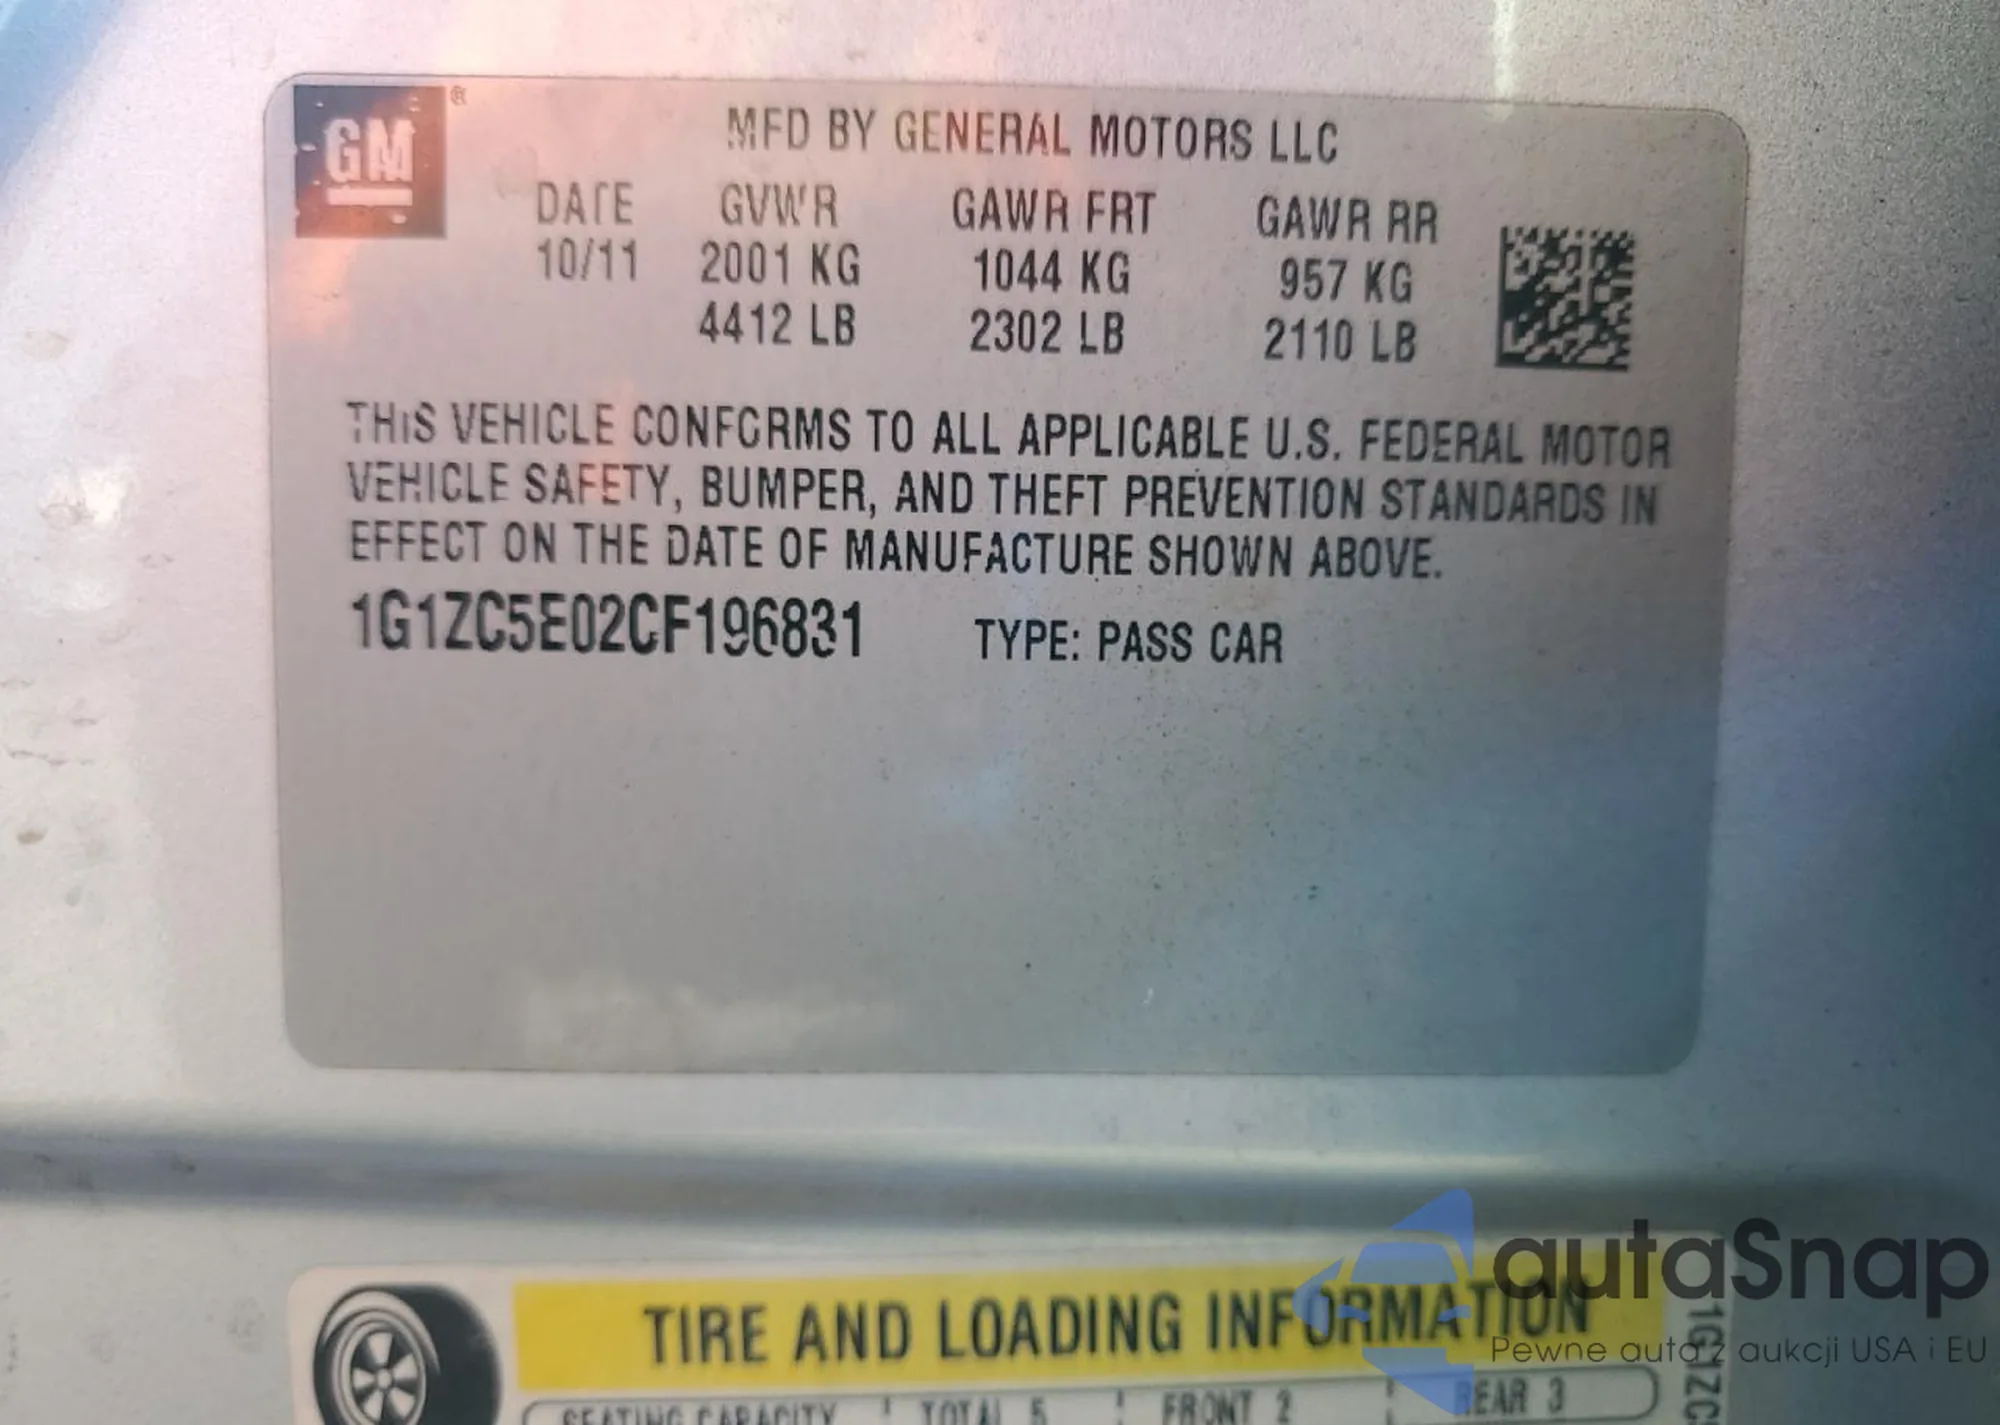 GM ®
MFD BY GENERAL MOTORS LLC
DATE GVWR GAWR FRT GAWR RR
10/11 2001 KG 1044 KG 957 KG
4412 LB 2302 LB 2110 LB
THIS VEHICLE CONFORMS TO ALL APPLICABLE U.S. FEDERAL MOTOR
VEHICLE SAFETY, BUMPER, AND THEFT PREVENTION STANDARDS IN
EFFECT ON THE DATE OF MANUFACTURE SHOWN ABOVE.
1G1ZC5E02CF196831 TYPE: PASS CAR
TIRE AND LOADING INFORMATION
SEATING CAPACITY TOTAL 5 FRONT 2 REAR 3
1G1ZC
autaSnap
Pewne auta z aukcji USA i EU